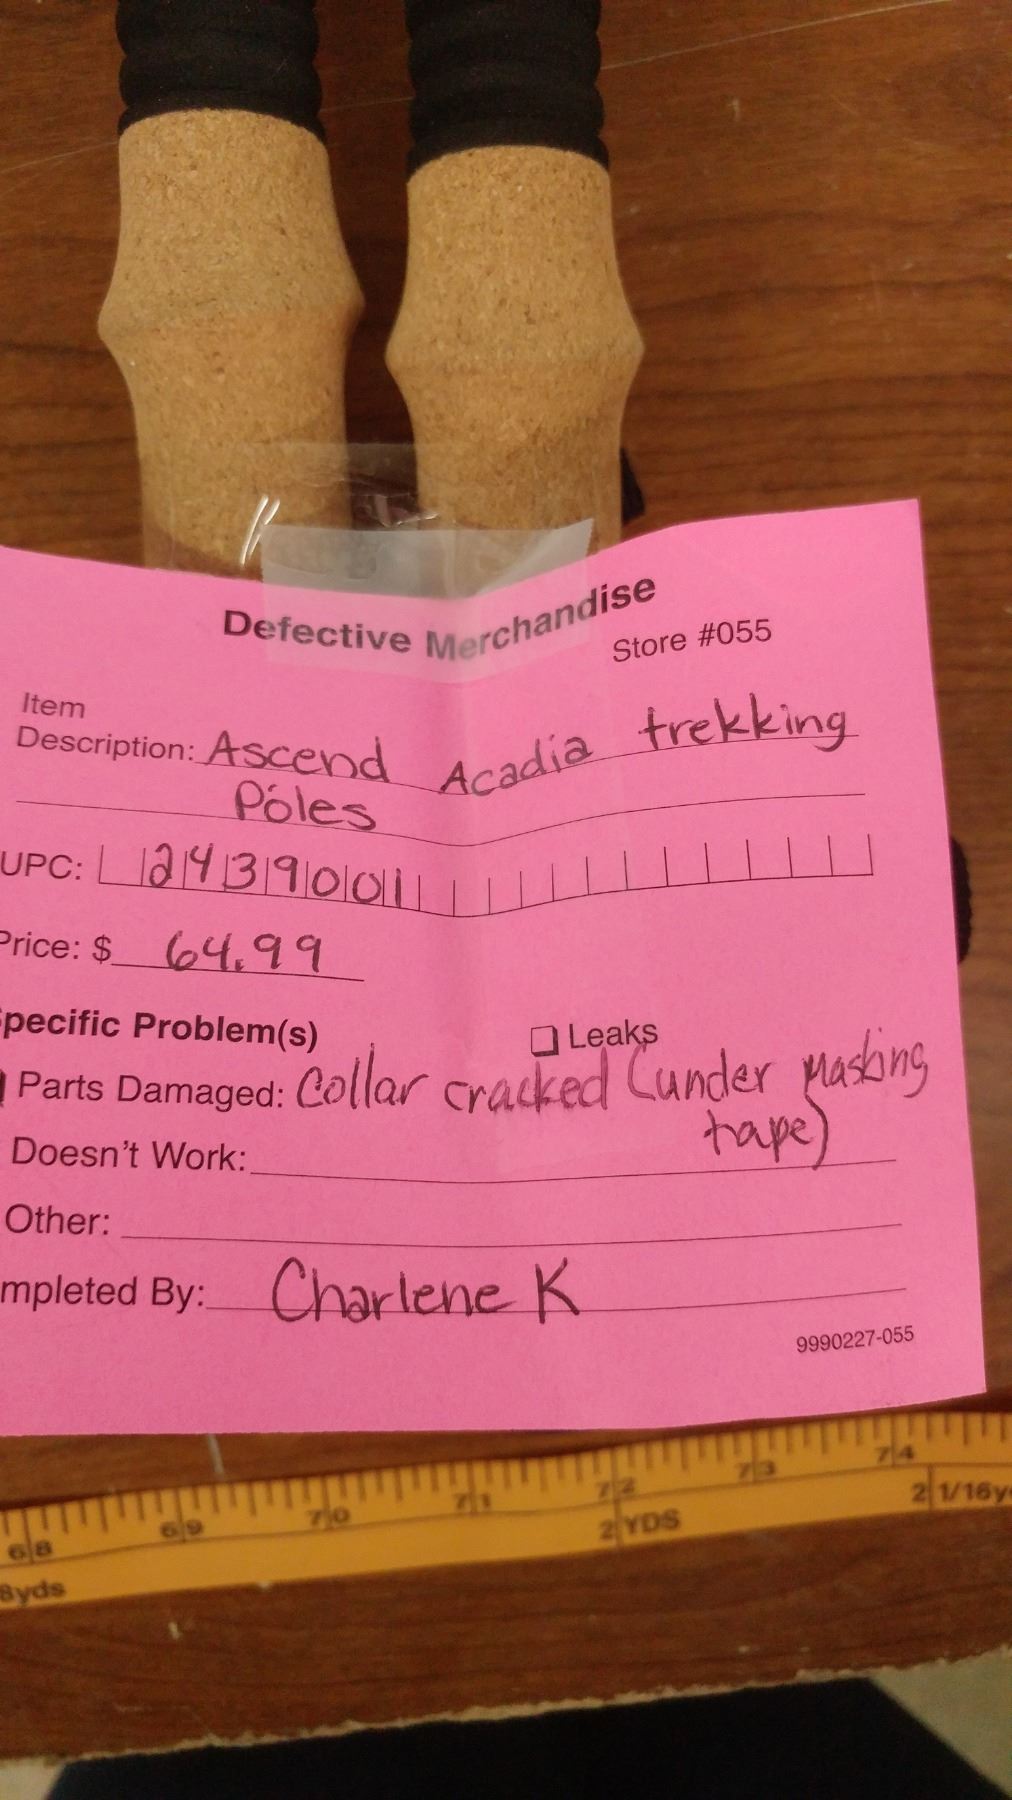 Defective Merchandise
Store #055
Item
Description: Ascend Acadia trekking
Poles
UPC: 2439001
Price: $ 64.99
pecific Problem(s)
Leaks
Parts Damaged: Collar cracked (under masking
tape)
Doesn't Work:
Other:
mpleted By: Charlene K
9990227-055
68 69 70 71 72 73 74
8yds 2 YDS 2 1/16y